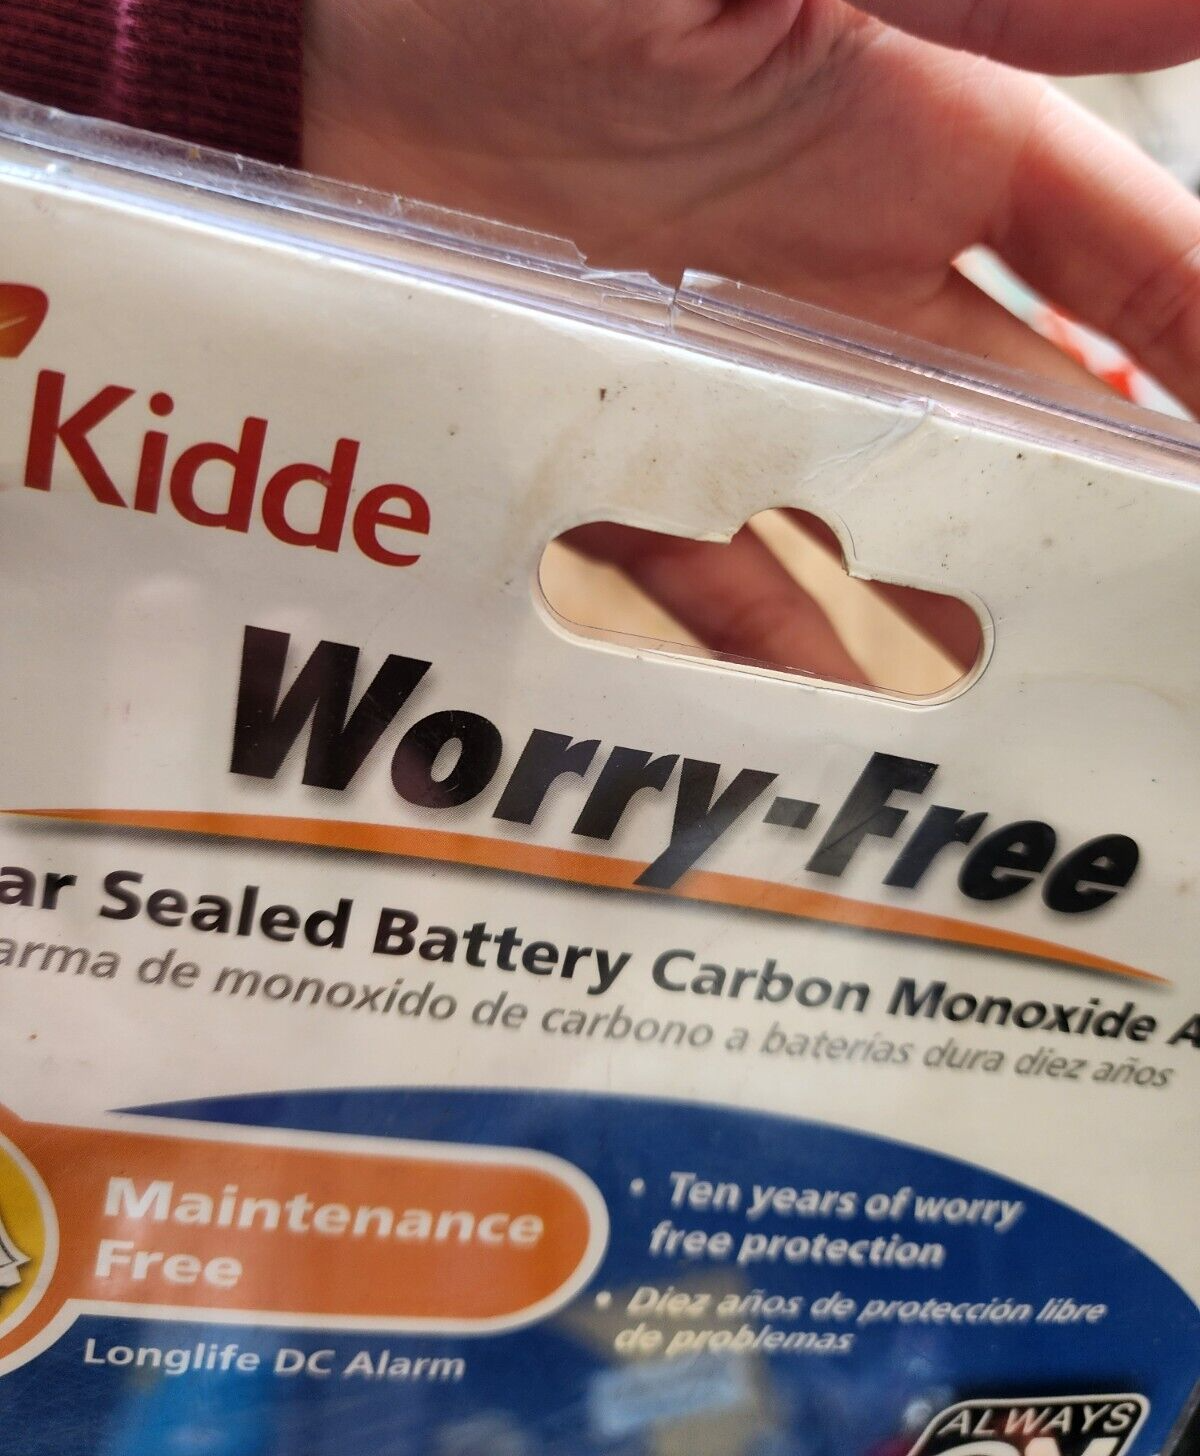 Kidde
Worry-Free
ar Sealed Battery Carbon Monoxide A
arma de monoxido de carbono a baterías dura diez años
Maintenance
Free
Longlife DC Alarm
• Ten years of worry
free protection
• Diez años de protección libre
de problemas
ALWAYS
ON